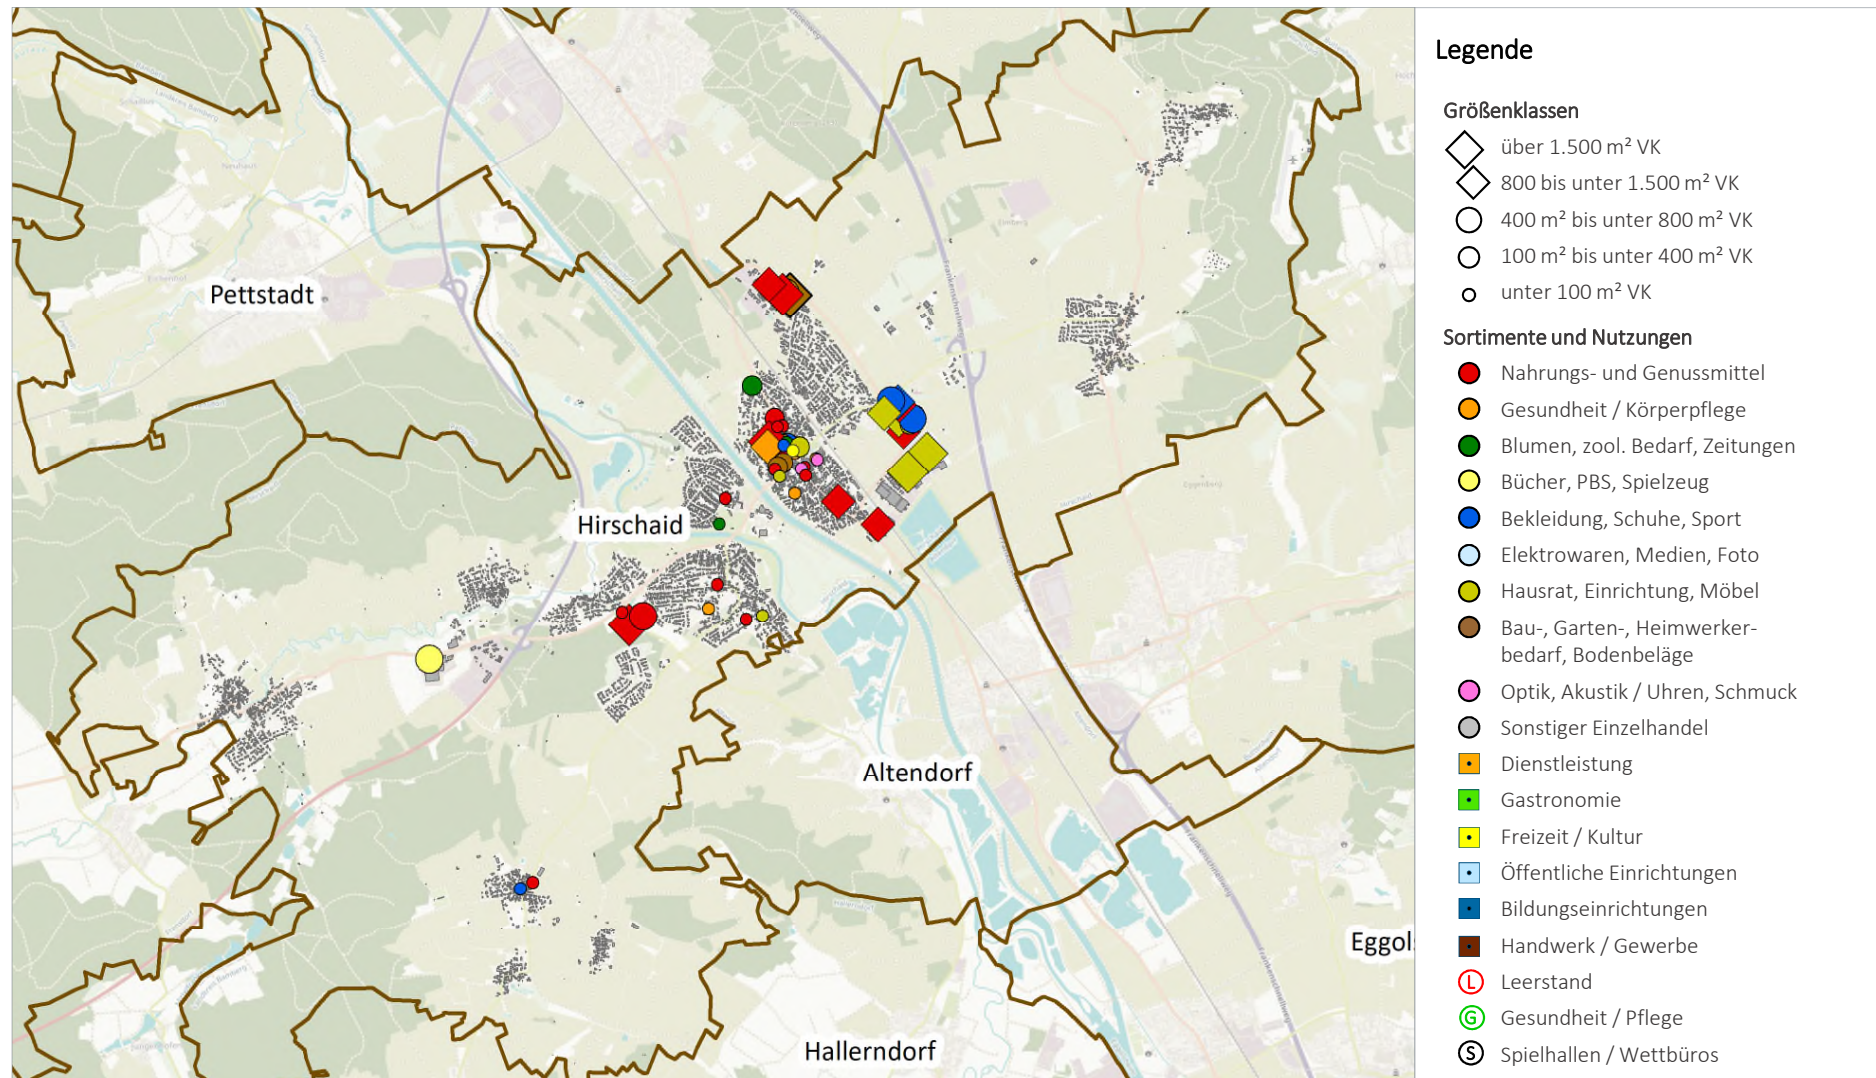 Pettstadt
Hirschaid
Altendorf
Eggols
Hallerndorf
Frankenschnellweg
Legende
Größenklassen
über 1.500 m² VK
800 bis unter 1.500 m² VK
400 m² bis unter 800 m² VK
100 m² bis unter 400 m² VK
unter 100 m² VK
Sortimente und Nutzungen
Nahrungs- und Genussmittel
Gesundheit / Körperpflege
Blumen, zool. Bedarf, Zeitungen
Bücher, PBS, Spielzeug
Bekleidung, Schuhe, Sport
Elektrowaren, Medien, Foto
Hausrat, Einrichtung, Möbel
Bau-, Garten-, Heimwerker-
bedarf, Bodenbeläge
Optik, Akustik / Uhren, Schmuck
Sonstiger Einzelhandel
Dienstleistung
Gastronomie
Freizeit / Kultur
Öffentliche Einrichtungen
Bildungseinrichtungen
Handwerk / Gewerbe
L Leerstand
G Gesundheit / Pflege
S Spielhallen / Wettbüros